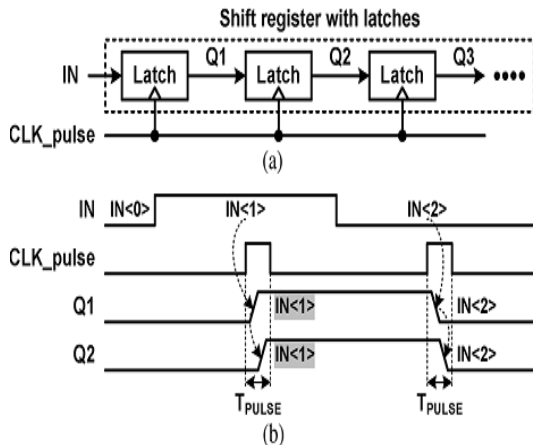 Shift register with latches
Q1 Q2 Q3
IN Latch Latch Latch
CLK_pulse
(a)
IN IN<0> IN<1> IN<2>
CLK_pulse
Q1 IN<1> IN<2>
Q2 IN<1> IN<2>
TPULSE TPULSE
(b)